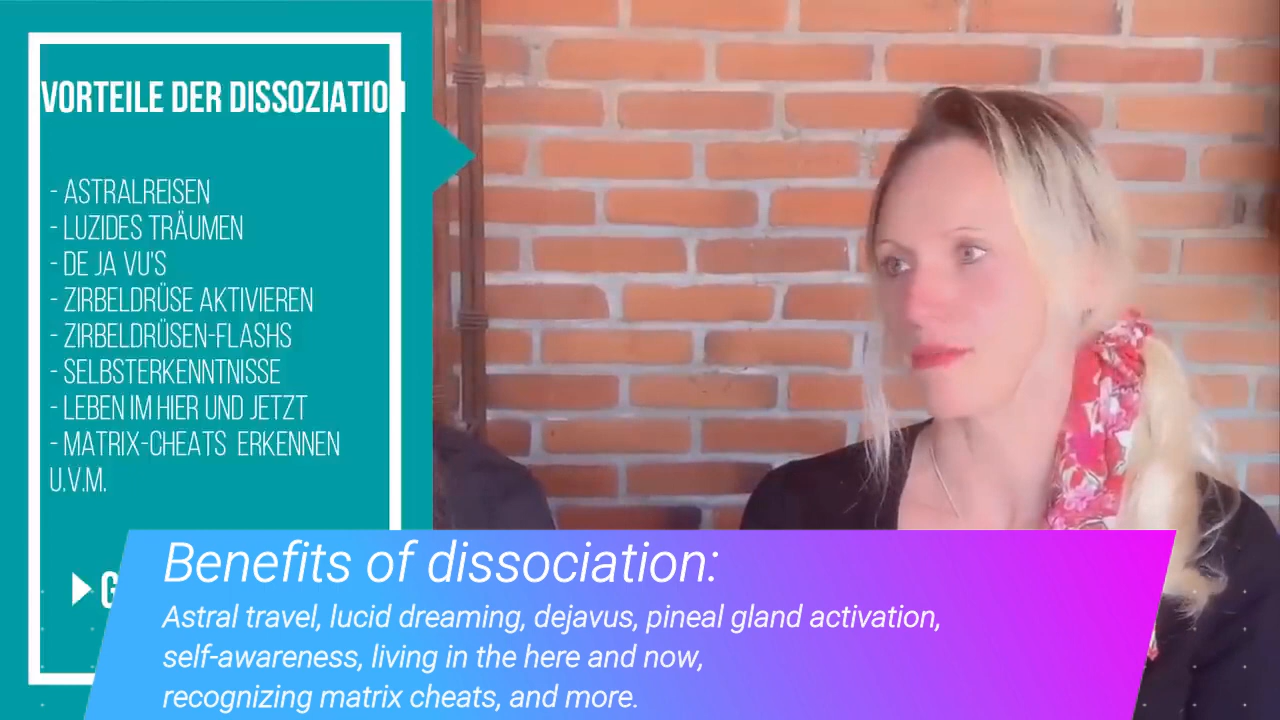 VORTEILE DER DISSOZIATION
- ASTRALREISEN
- LUZIDES TRÄUMEN
- DE JA VU'S
- ZIRBELDRÜSE AKTIVIEREN
- ZIRBELDRÜSEN-FLASHS
- SELBSTERKENNTNISSE
- LEBEN IM HIER UND JETZT
- MATRIX-CHEATS ERKENNEN
U.V.M.
Benefits of dissociation:
Astral travel, lucid dreaming, dejavus, pineal gland activation,
self-awareness, living in the here and now,
recognizing matrix cheats, and more.